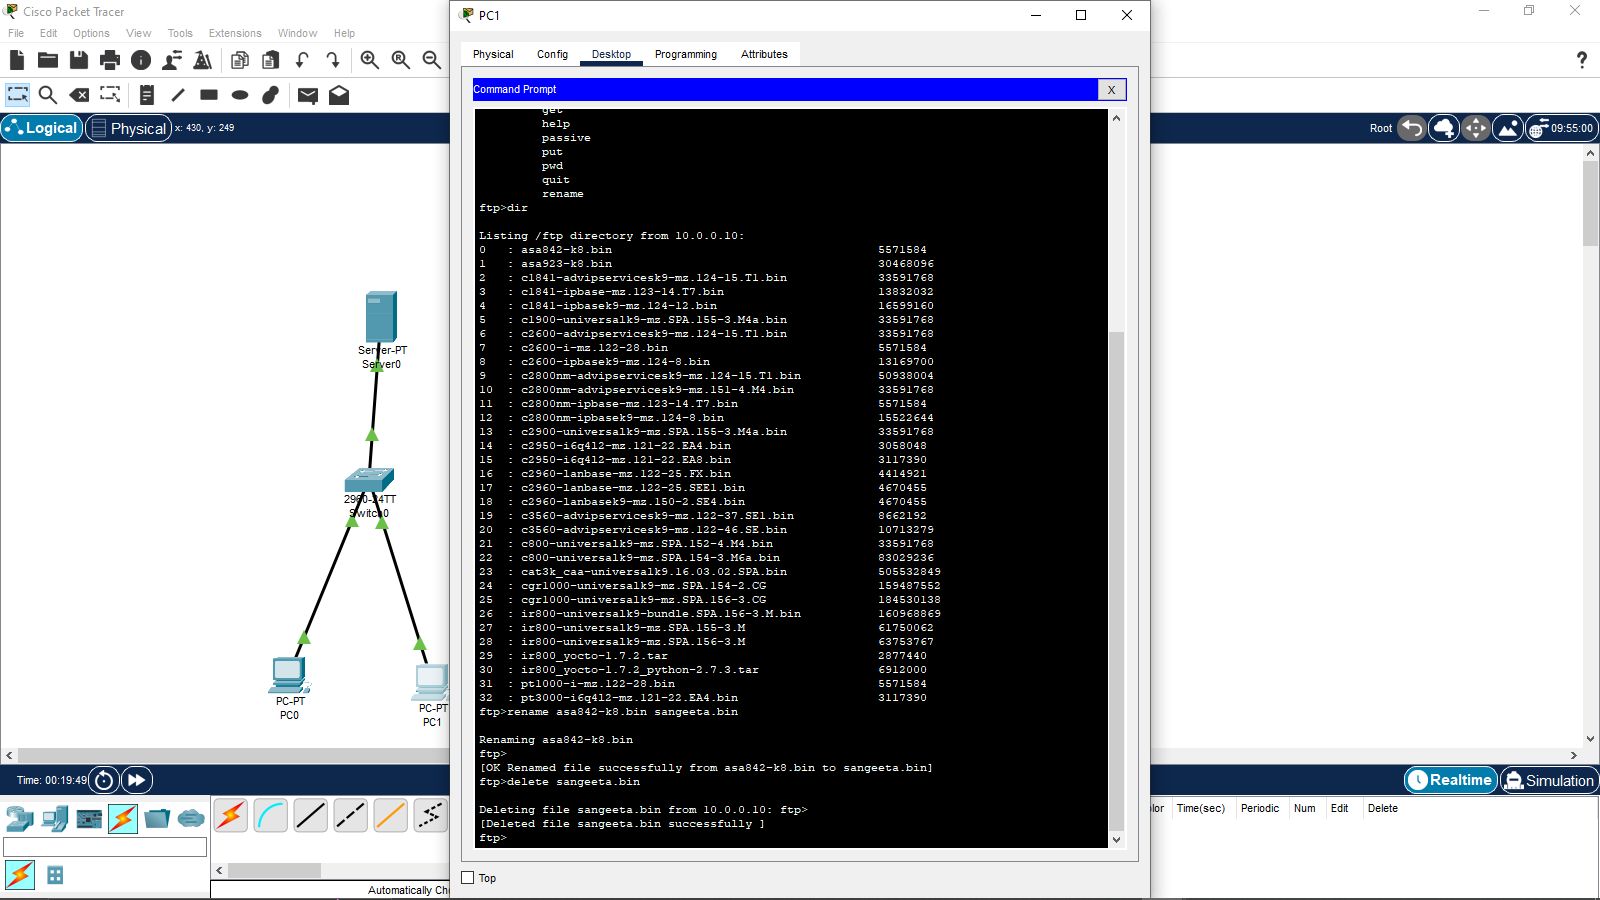 Cisco Packet Tracer
File Edit Options View Tools Extensions Window Help
Logical Physical x: 430, y: 249
Root 09:55:00
Server-PT
Server0
2960-24TT
Switch0
PC-PT
PC0
PC-PT
PC1
Time: 00:19:49
Realtime Simulation
Time(sec) Periodic Num Edit Delete
Automatically
PC1
Physical Config Desktop Programming Attributes
Command Prompt X
get
help
passive
put
pwd
quit
rename
ftp>dir
Listing /ftp directory from 10.0.0.10:
0 : asa842-k8.bin 5571584
1 : asa923-k8.bin 30468096
2 : c1841-advipservicesk9-mz.124-15.T1.bin 33591768
3 : c1841-ipbase-mz.123-14.T7.bin 13832032
4 : c1841-ipbasek9-mz.124-12.bin 16599160
5 : c1900-universalk9-mz.SPA.155-3.M4a.bin 33591768
6 : c2600-advipservicesk9-mz.124-15.T1.bin 33591768
7 : c2600-i-mz.122-28.bin 5571584
8 : c2600-ipbasek9-mz.124-8.bin 13169700
9 : c2800nm-advipservicesk9-mz.124-15.T1.bin 50938004
10 : c2800nm-advipservicesk9-mz.151-4.M4.bin 33591768
11 : c2800nm-ipbase-mz.123-14.T7.bin 5571584
12 : c2800nm-ipbasek9-mz.124-8.bin 15522644
13 : c2900-universalk9-mz.SPA.155-3.M4a.bin 33591768
14 : c2950-i6q4l2-mz.121-22.EA4.bin 3058048
15 : c2950-i6q4l2-mz.121-22.EA8.bin 3117390
16 : c2960-lanbase-mz.122-25.FX.bin 4414921
17 : c2960-lanbase-mz.122-25.SEE1.bin 4670455
18 : c2960-lanbasek9-mz.150-2.SE4.bin 4670455
19 : c3560-advipservicesk9-mz.122-37.SE1.bin 8662192
20 : c3560-advipservicesk9-mz.122-46.SE.bin 10713279
21 : c800-universalk9-mz.SPA.152-4.M4.bin 33591768
22 : c800-universalk9-mz.SPA.154-3.M6a.bin 83029236
23 : cat3k_caa-universalk9.16.03.02.SPA.bin 505532849
24 : cgr1000-universalk9-mz.SPA.154-2.CG 159487552
25 : cgr1000-universalk9-mz.SPA.156-3.CG 184530138
26 : ir800-universalk9-bundle.SPA.156-3.M.bin 160968869
27 : ir800-universalk9-mz.SPA.155-3.M 61750062
28 : ir800-universalk9-mz.SPA.156-3.M 63753767
29 : ir800_yocto-1.7.2.tar 2877440
30 : ir800_yocto-1.7.2_python-2.7.3.tar 6912000
31 : pt1000-i-mz.122-28.bin 5571584
32 : pt3000-i6q4l2-mz.121-22.EA4.bin 3117390
ftp>rename asa842-k8.bin sangeeta.bin
Renaming asa842-k8.bin
ftp>
[OK Renamed file successfully from asa842-k8.bin to sangeeta.bin]
ftp>delete sangeeta.bin
Deleting file sangeeta.bin from 10.0.0.10: ftp>
[Deleted file sangeeta.bin successfully ]
ftp>
Top